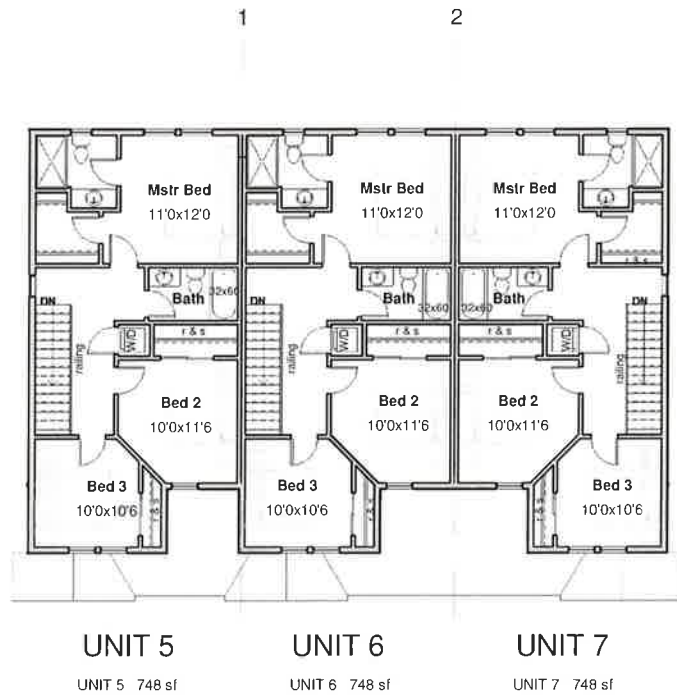 1 2
Mstr Bed Mstr Bed Mstr Bed
11'0x12'0 11'0x12'0 11'0x12'0
r & s
Bath 32x60 Bath 32x60 32x60 Bath
DN DN DN
r & s r & s r & s
railing W/D railing W/D W/D railing
Bed 2 Bed 2 Bed 2
10'0x11'6 10'0x11'6 10'0x11'6
Bed 3 Bed 3 Bed 3
10'0x10'6 10'0x10'6 10'0x10'6
r & s r & s r & s
UNIT 5 UNIT 6 UNIT 7
UNIT 5 748 sf UNIT 6 748 sf UNIT 7 748 sf